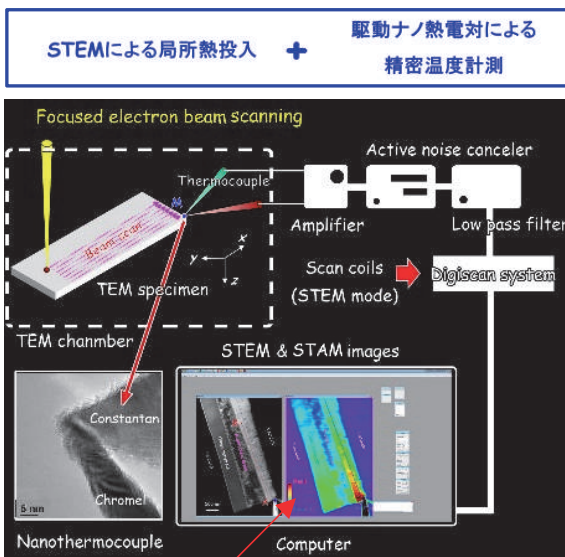 STEMによる局所熱投入
+
駆動ナノ熱電対による
精密温度計測
Focused electron beam scanning
Thermocouple
Active noise conceler
Amplifier
Low pass filter
Beam scan
x
y
z
TEM specimen
Scan coils
(STEM mode)
Digiscan system
TEM chanmber
STEM & STAM images
Constantan
Chromel
5 nm
Nanothermocouple
Computer